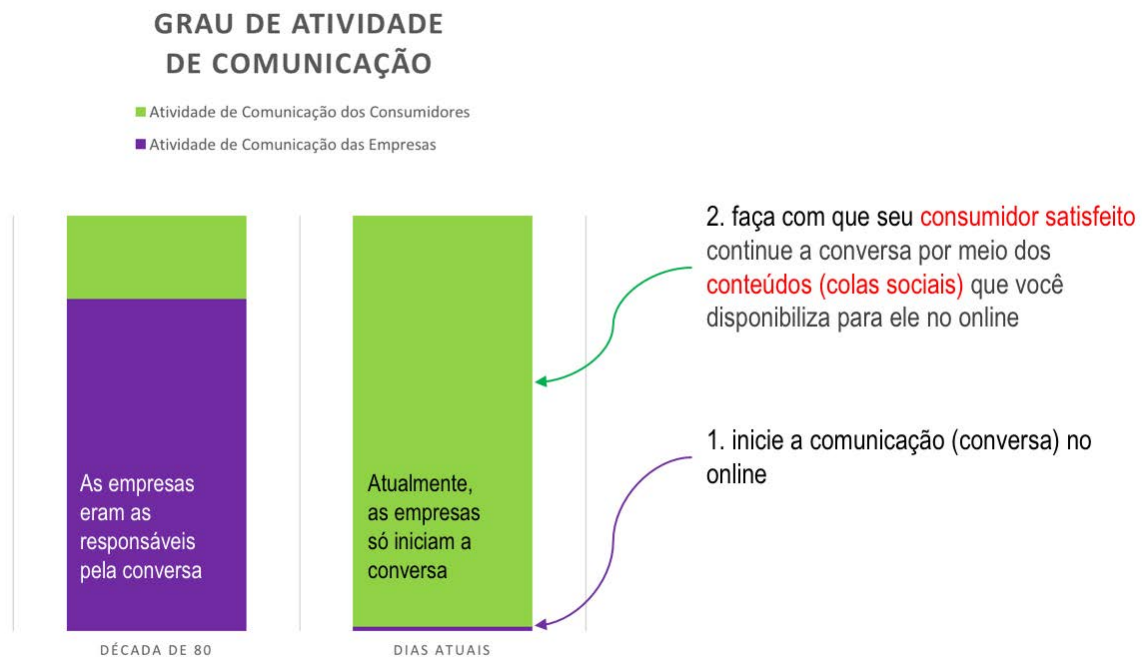 GRAU DE ATIVIDADE
DE COMUNICAÇÃO
Atividade de Comunicação dos Consumidores
Atividade de Comunicação das Empresas
As empresas
eram as
responsáveis
pela conversa
DÉCADA DE 80
Atualmente,
as empresas
só iniciam a
conversa
DIAS ATUAIS
2. faça com que seu consumidor satisfeito
continue a conversa por meio dos
conteúdos (colas sociais) que você
disponibiliza para ele no online
1. inicie a comunicação (conversa) no
online